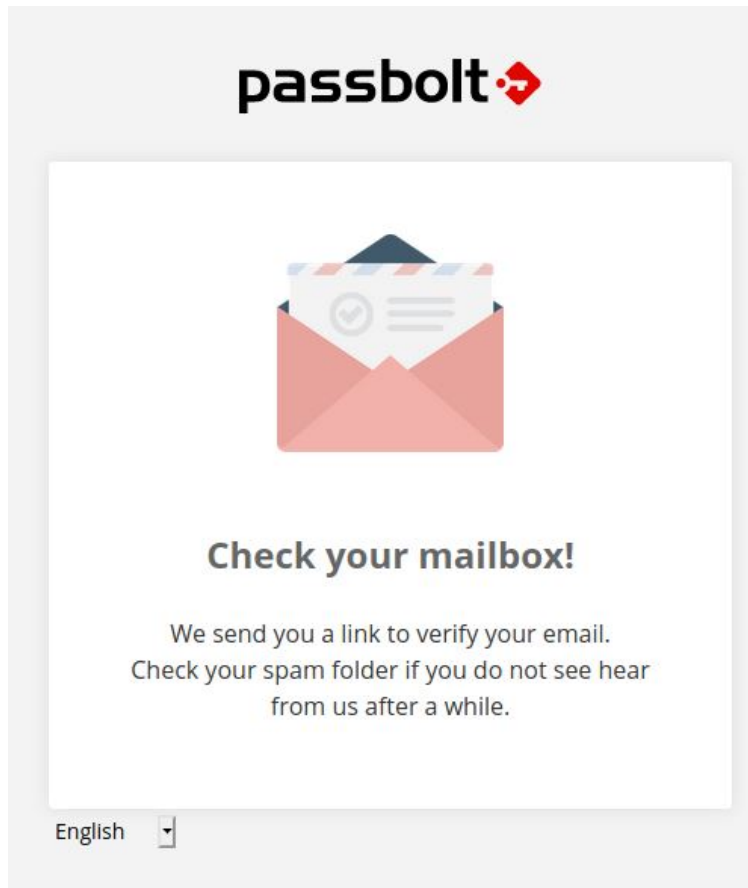 passbolt
Check your mailbox!
We send you a link to verify your email.
Check your spam folder if you do not see hear
from us after a while.
English